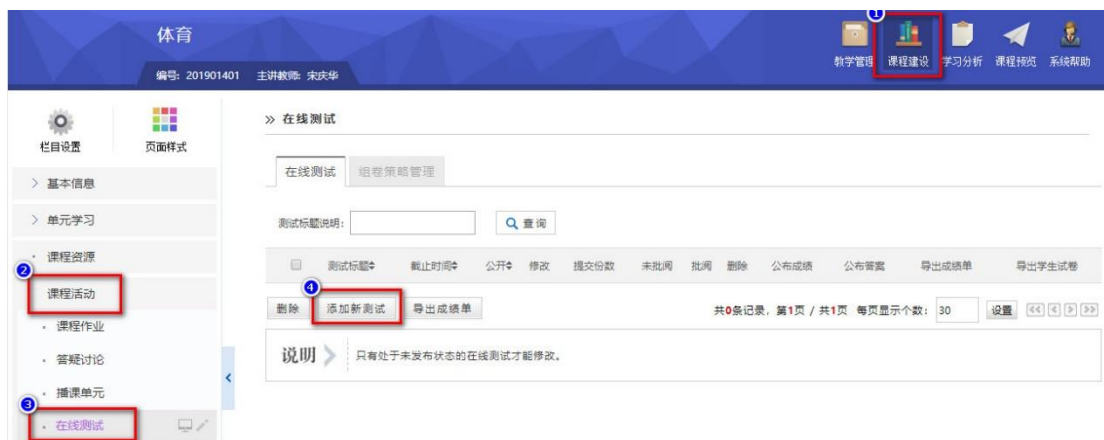 体育
编号: 201901401 主讲教师: 宋庆华
1
教学管理 课程建设 学习分析 课程预览 系统帮助
栏目设置 页面样式
> 基本信息
> 单元学习
· 课程资源
2
课程活动
· 课程作业
· 答疑讨论
· 播课单元
3
· 在线测试
>> 在线测试
在线测试 组卷策略管理
测试标题说明: 查询
测试标题 截止时间 公开 修改 提交份数 未批阅 批阅 删除 公布成绩 公布答案 导出成绩单 导出学生试卷
4
删除 添加新测试 导出成绩单 共0条记录, 第1页 / 共1页 每页显示个数: 30 设置 << < > >>
说明 只有处于未发布状态的在线测试才能修改。